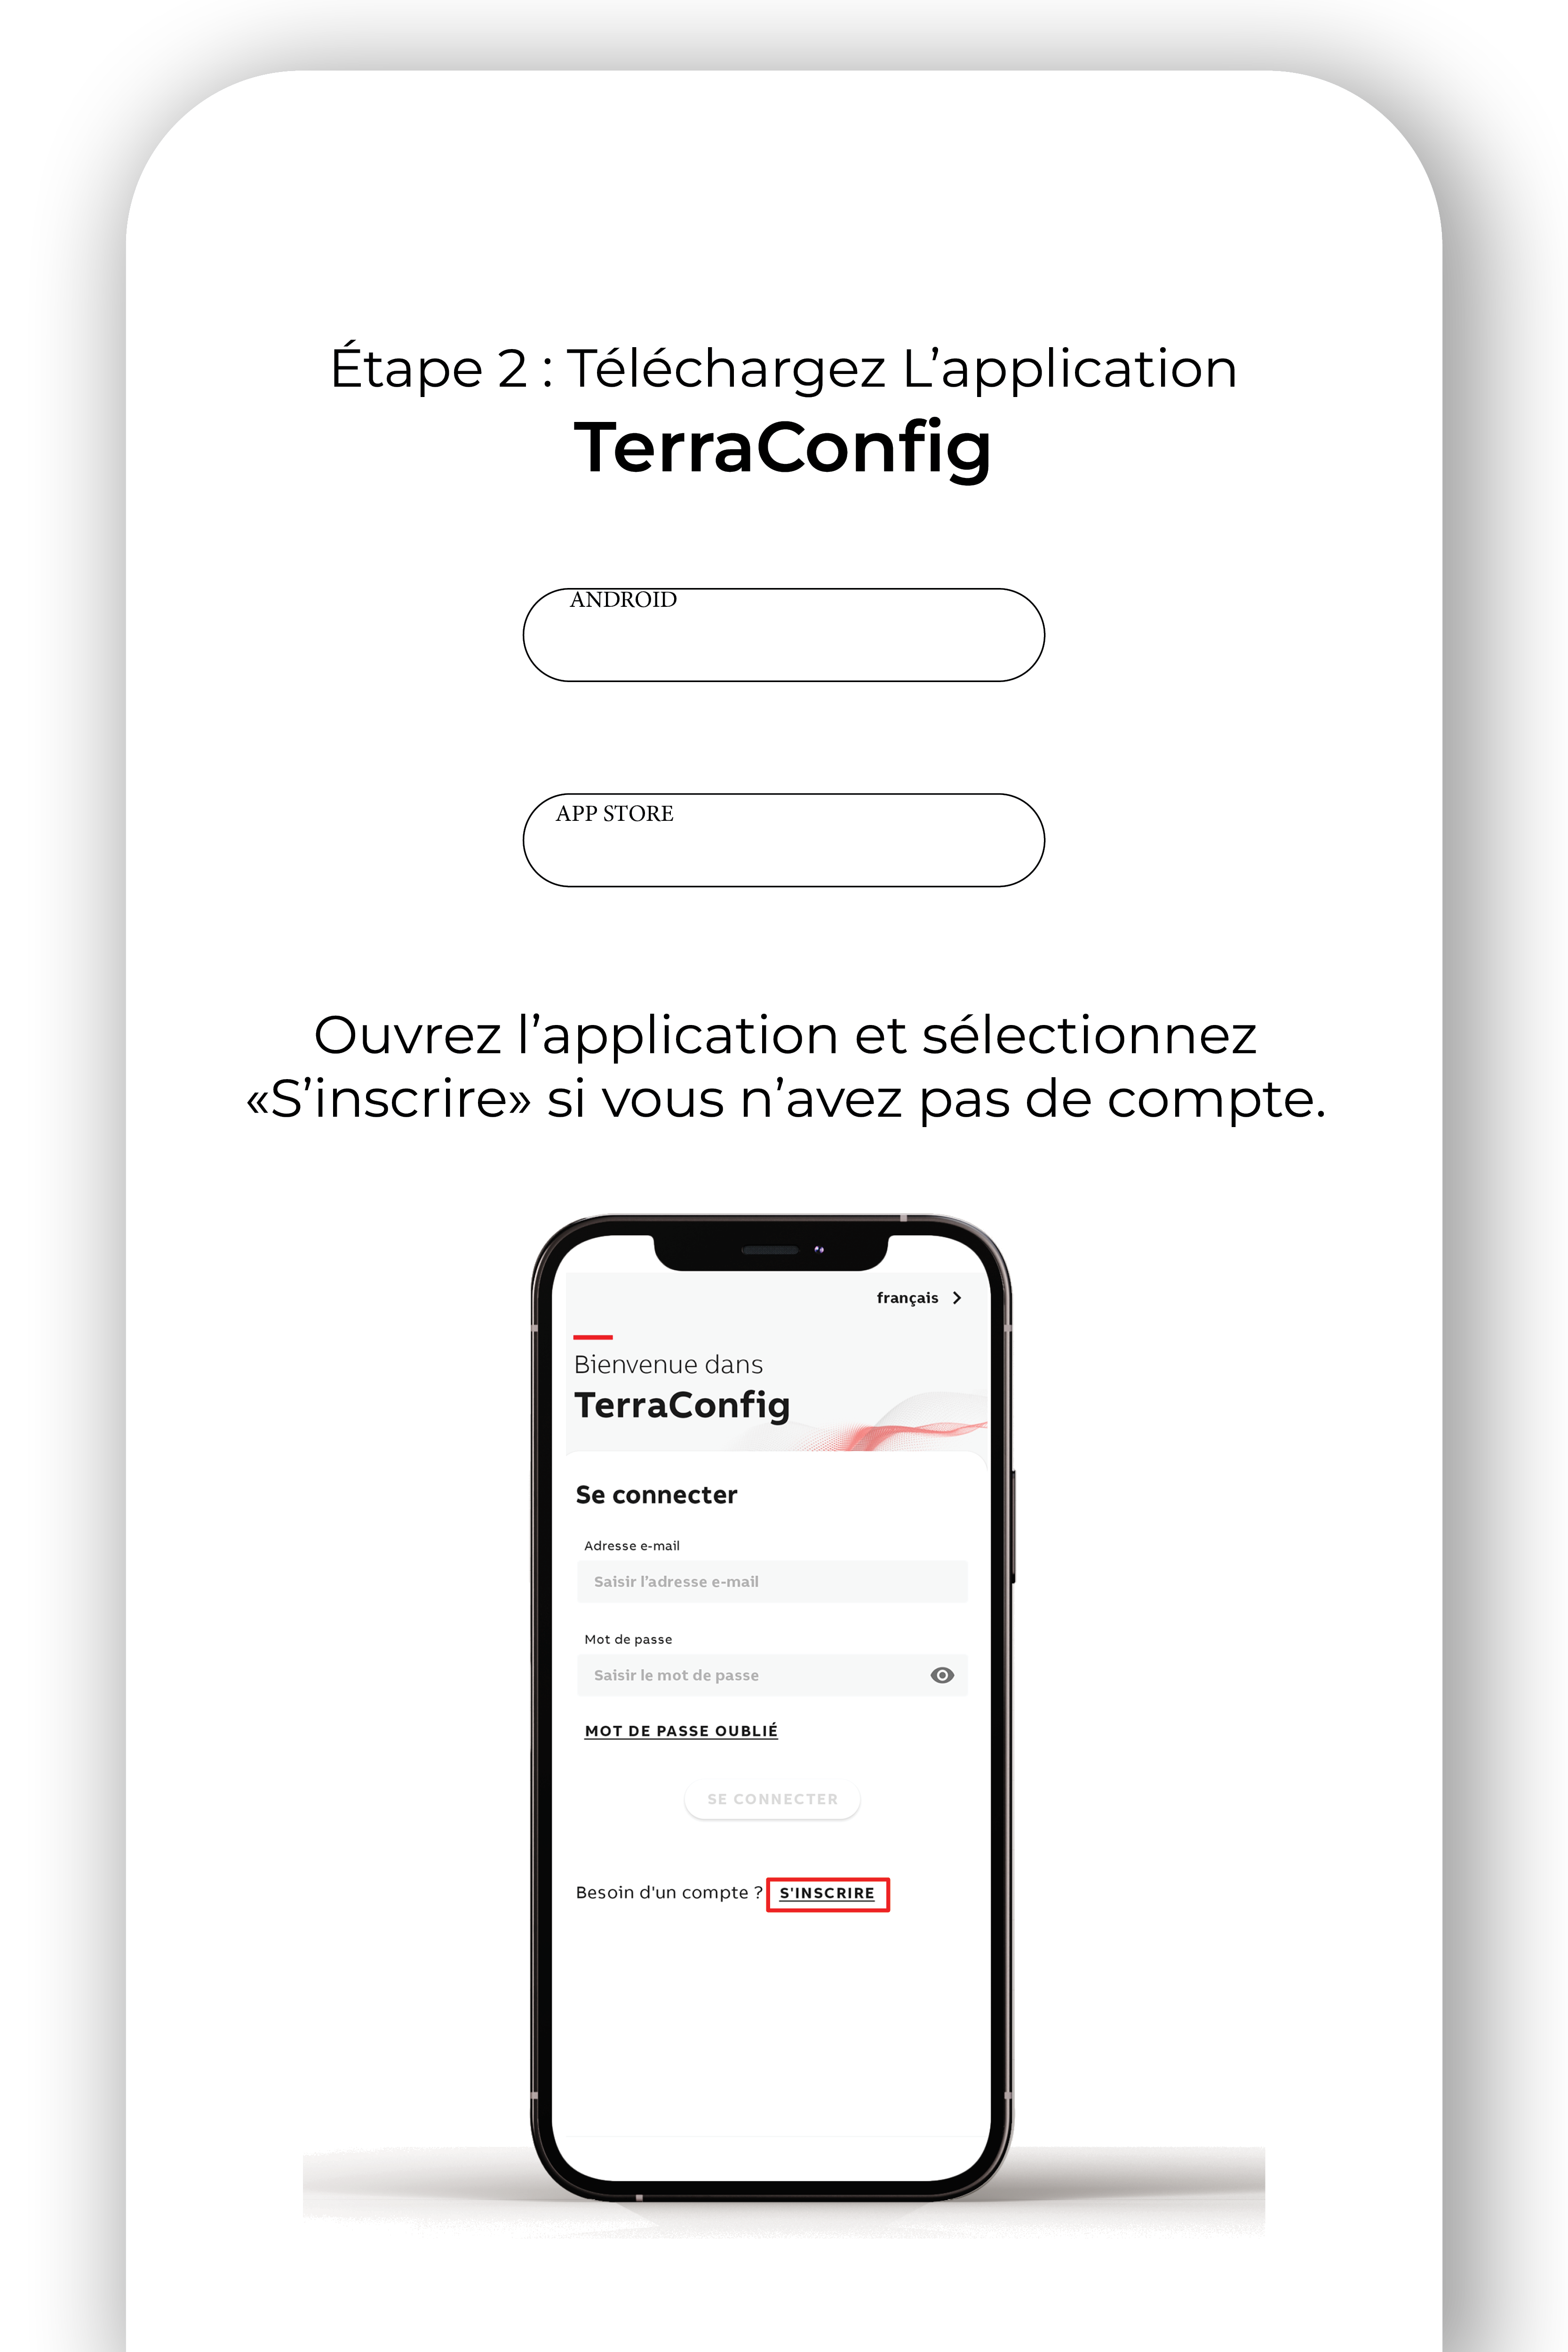 Étape 2 : Téléchargez L’application
TerraConfig
ANDROID
APP STORE
Ouvrez l’application et sélectionnez
«S’inscrire» si vous n’avez pas de compte.
français
Bienvenue dans
TerraConfig
Se connecter
Adresse e-mail
Saisir l'adresse e-mail
Mot de passe
Saisir le mot de passe
MOT DE PASSE OUBLIÉ
SE CONNECTER
Besoin d'un compte ? S'INSCRIRE